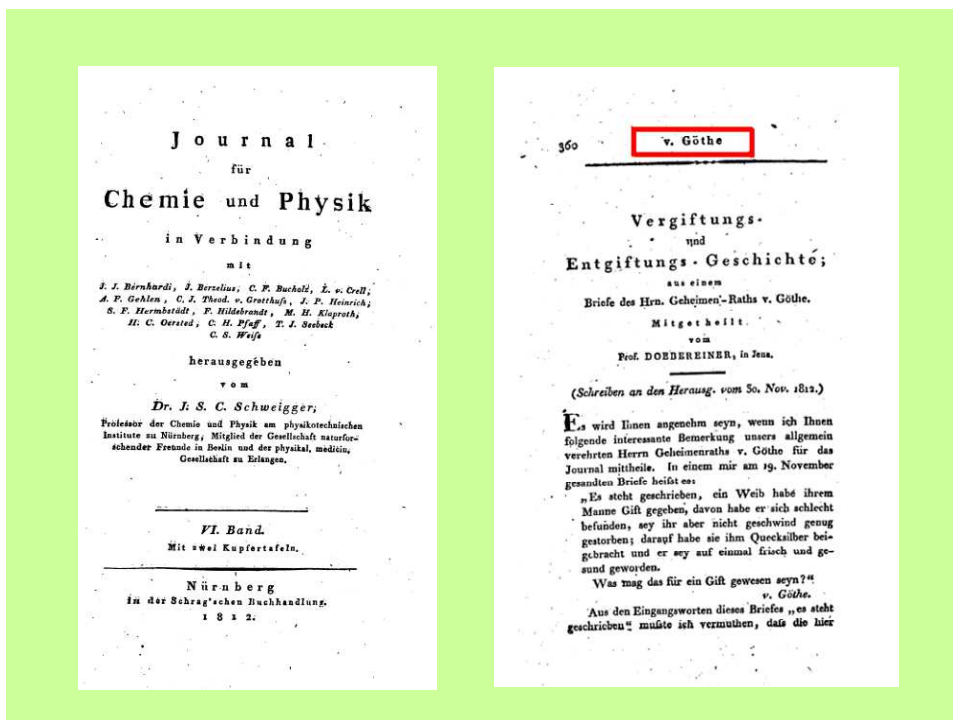 Journal
für
Chemie und Physik
in Verbindung
mit
J. J. Bernhardi, J. Berzelius, C. F. Bucholz, L. v. Crell,
A. F. Gehlen, C. J. Theod. v. Grotthuſs, J. P. Heinrich;
S. F. Hermbstädt, F. Hildebrandt, M. H. Klaproth;
H. C. Oersted, C. H. Pfaff, T. J. Seebeck
C. S. Weiſs
herausgegeben
vom
Dr. J. S. C. Schweigger;
Professor der Chemie und Physik am physikotechnischen
Institute zu Nürnberg; Mitglied der Gesellschaft naturfor-
schender Freunde in Berlin und der physikal. medicin.
Gesellschaft zu Erlangen.
VI. Band.
Mit zwei Kupfertafeln.
Nürnberg
in der Schrag'schen Buchhandlung.
1812.
360 v. Göthe
Vergiftungs-
und
Entgiftungs-Geschichte;
aus einem
Briefe des Hrn. Geheimen-Raths v. Göthe.
Mitgetheilt
vom
Prof. DOEBEREINER, in Jena.
(Schreiben an den Herausg. vom 30. Nov. 1812.)
Es wird Ihnen angenehm seyn, wenn ich Ihnen
folgende interessante Bemerkung unsers allgemein
verehrten Herrn Geheimenraths v. Göthe für das
Journal mittheile. In einem mir am 19. November
gesandten Briefe heiſst es:
„Es steht geschrieben, ein Weib habe ihrem
Manne Gift gegeben, davon habe er sich schlecht
befunden, sey ihr aber nicht geschwind genug
gestorben; darauf habe sie ihm Quecksilber bei-
gebracht und er sey auf einmal frisch und ge-
sund geworden.
Was mag das für ein Gift gewesen seyn?“
v. Göthe.
Aus den Eingangsworten dieses Briefes „es steht
geschrieben“ muſste ich vermuthen, daſs die hier